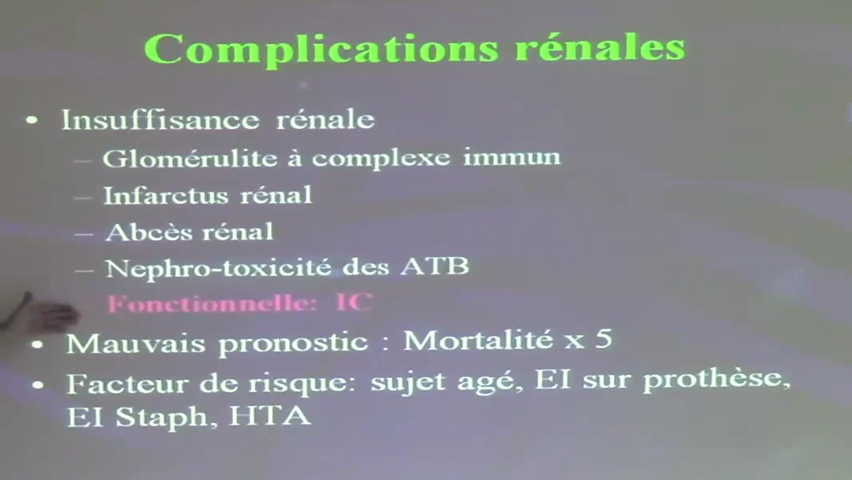 Complications rénales
• Insuffisance rénale
– Glomérulite à complexe immun
– Infarctus rénal
– Abcès rénal
– Nephro-toxicité des ATB
– Fonctionnelle: IC
• Mauvais pronostic : Mortalité x 5
• Facteur de risque: sujet agé, EI sur prothèse,
EI Staph, HTA